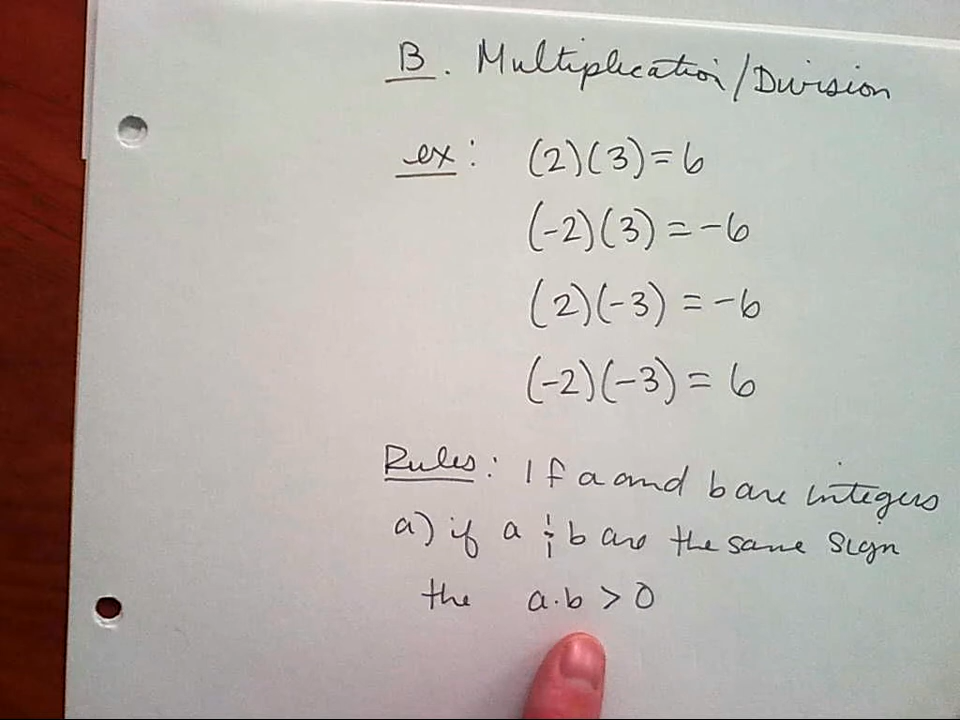 B. Multiplication/Division
ex: (2)(3)=6
(-2)(3)=-6
(2)(-3)=-6
(-2)(-3)=6
Rules: If a and b are integers
a) if a & b are the same sign
the a·b > 0